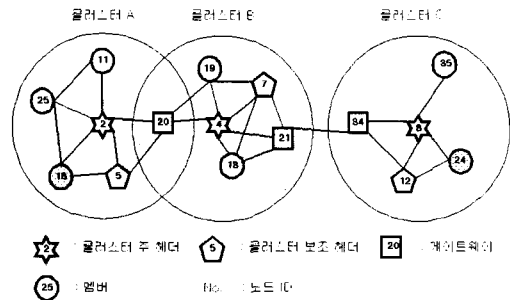 클러스터 A
클러스터 B
클러스터 C
11
25
2
18
5
20
19
7
4
18
21
84
35
8
24
12
2 : 클러스터 주 헤더
5 : 클러스터 보조 헤더
20 : 게이트웨이
25 : 멤버
No. : 노드 ID